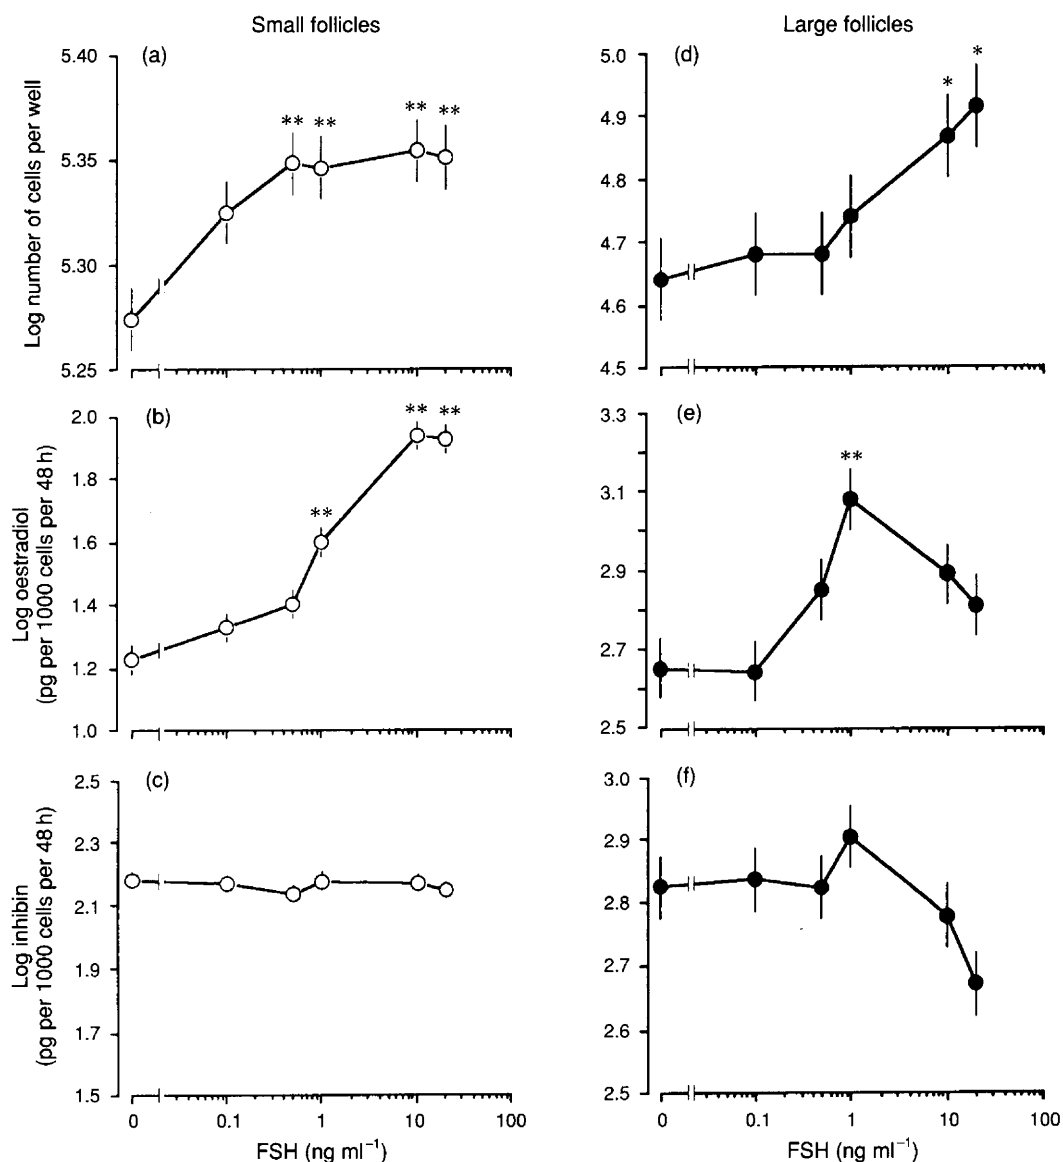 Small follicles
Large follicles
(a)
(d)
Log number of cells per well
5.40
5.35
5.30
5.25
** ** ** **
5.0
4.9
4.8
4.7
4.6
4.5
* *
(b)
(e)
Log oestradiol
(pg per 1000 cells per 48 h)
2.0
1.8
1.6
1.4
1.2
1.0
** ** **
3.3
3.1
2.9
2.7
2.5
**
(c)
(f)
Log inhibin
(pg per 1000 cells per 48 h)
2.5
2.3
2.1
1.9
1.7
1.5
3.0
2.9
2.8
2.7
2.6
2.5
0 0.1 1 10 100
0 0.1 1 10 100
FSH (ng ml⁻¹)
FSH (ng ml⁻¹)